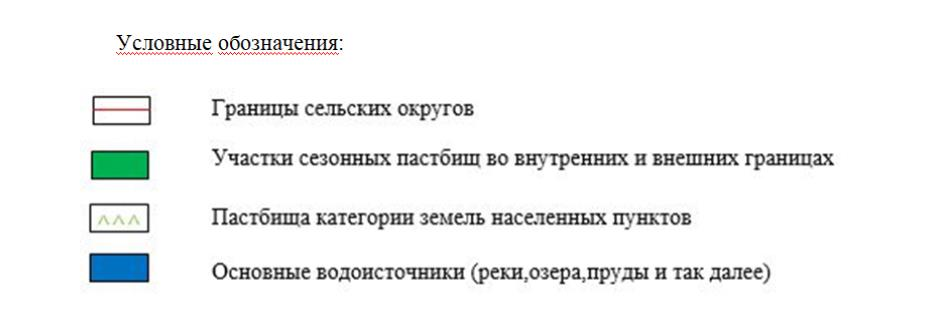 Условные обозначения:
Границы сельских округов
Участки сезонных пастбищ во внутренних и внешних границах
Пастбища категории земель населенных пунктов
Основные водоисточники (реки,озера,пруды и так далее)